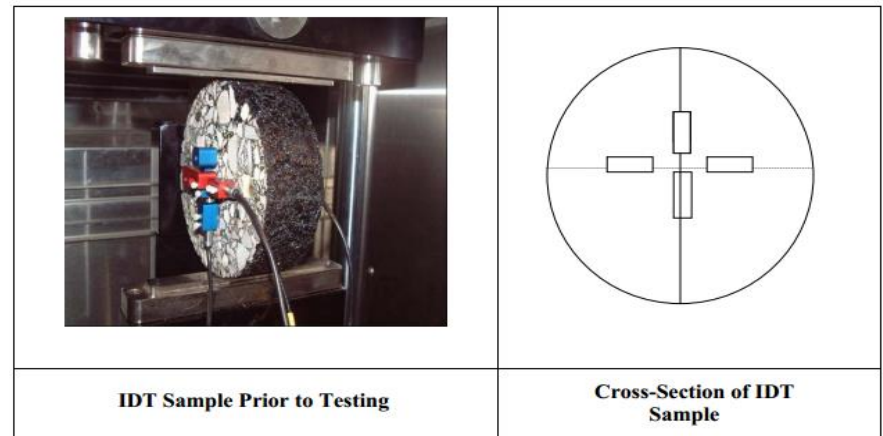 IDT Sample Prior to Testing
Cross-Section of IDT
Sample